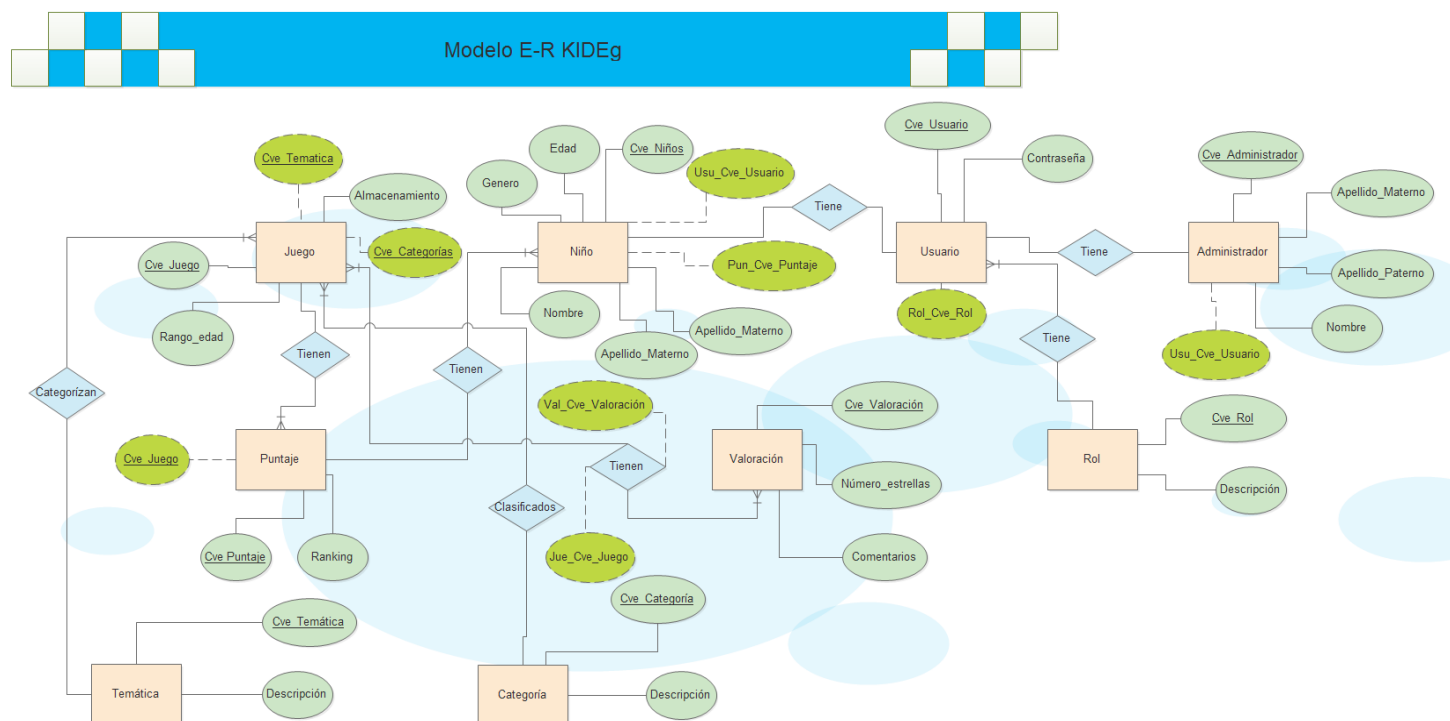 Modelo E-R KIDEg
Cve_Usuario
Edad
Cve_Niños
Cve_Tematica
Contraseña
Cve_Administrador
Usu_Cve_Usuario
Genero
Almacenamiento
Apellido_Materno
Tiene
Juego
Cve_Categorías
Niño
Usuario
Tiene
Administrador
Cve_Juego
Pun_Cve_Puntaje
Apellido_Paterno
Nombre
Rol_Cve_Rol
Nombre
Rango_edad
Apellido_Materno
Tiene
Tienen
Apellido_Materno
Usu_Cve_Usuario
Tienen
Categorízan
Val_Cve_Valoración
Cve_Valoración
Cve_Rol
Cve_Juego
Puntaje
Tienen
Valoración
Rol
Número_estrellas
Descripción
Clasificados
Cve Puntaje
Ranking
Jue_Cve_Juego
Comentarios
Cve_Categoría
Cve_Temática
Temática
Descripción
Categoría
Descripción